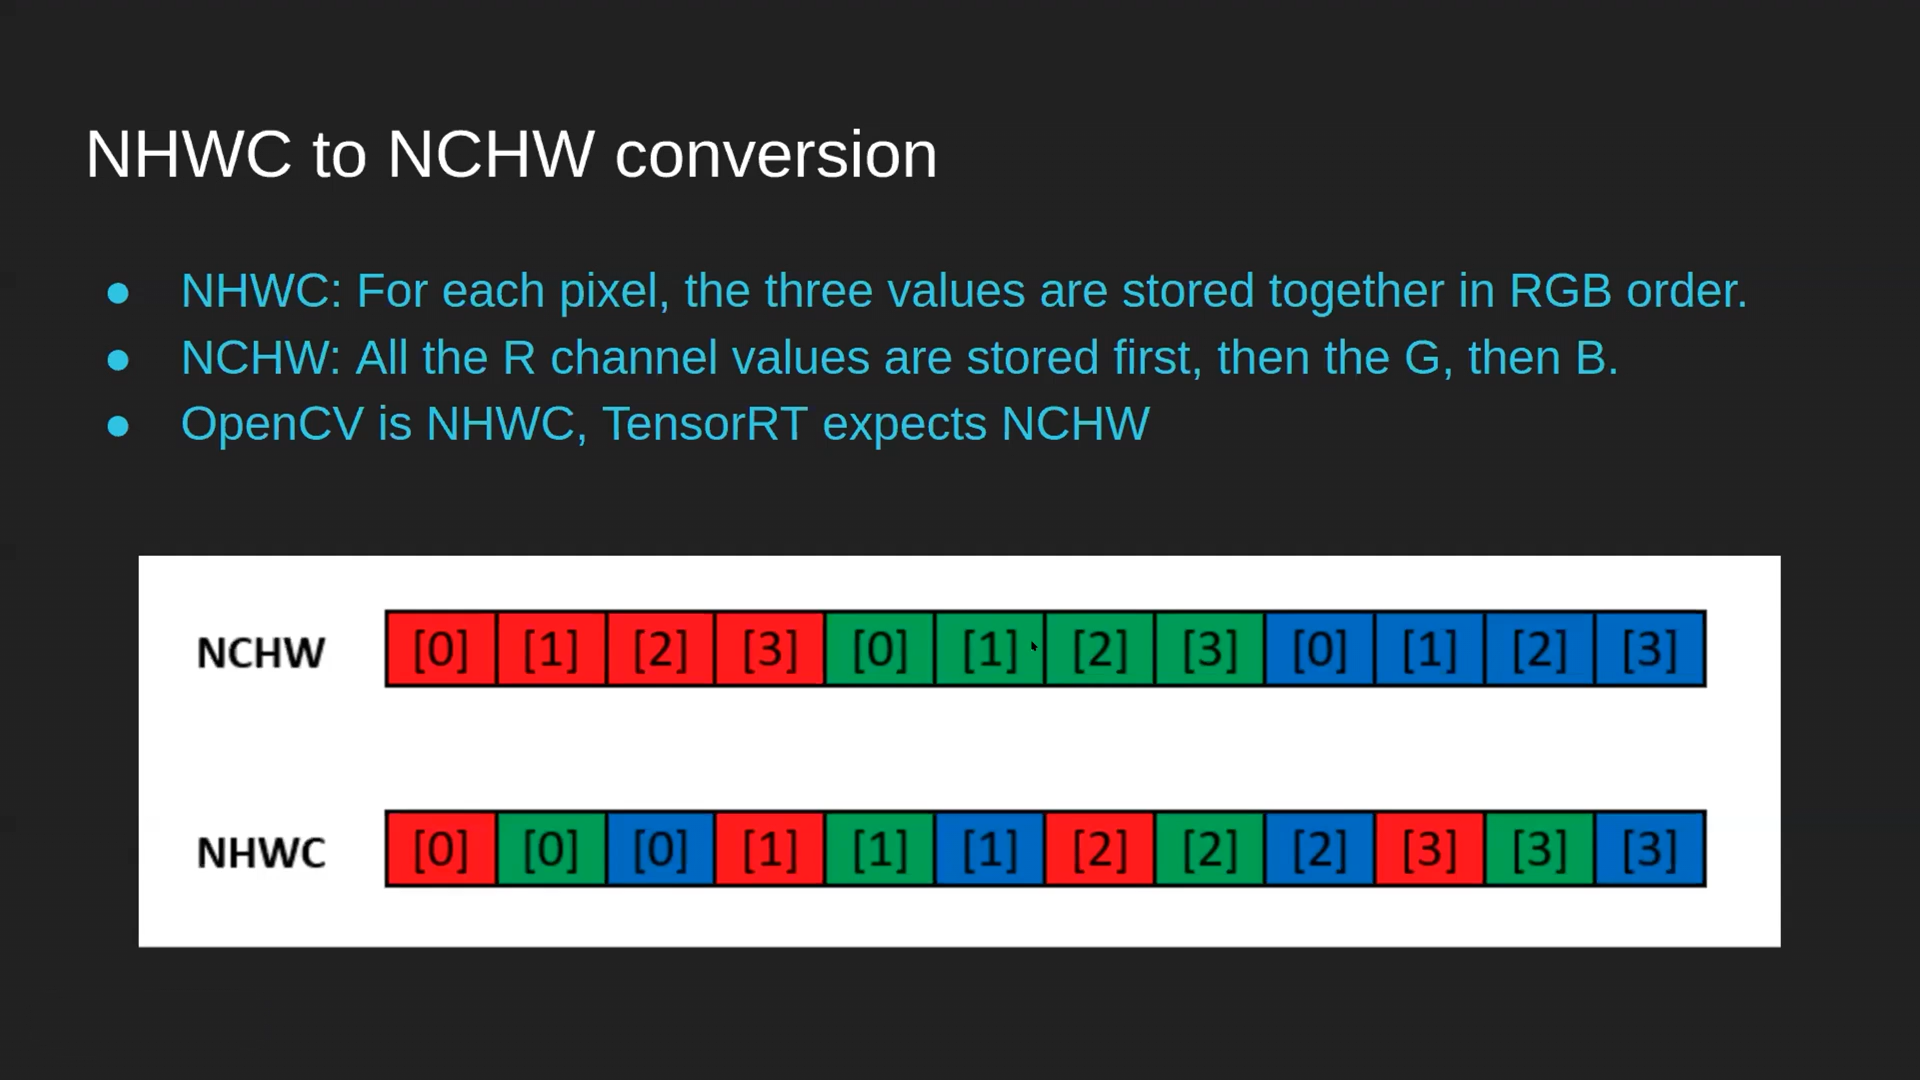 NHWC to NCHW conversion
● NHWC: For each pixel, the three values are stored together in RGB order.
● NCHW: All the R channel values are stored first, then the G, then B.
● OpenCV is NHWC, TensorRT expects NCHW
NCHW [0] [1] [2] [3] [0] [1] [2] [3] [0] [1] [2] [3]
NHWC [0] [0] [0] [1] [1] [1] [2] [2] [2] [3] [3] [3]